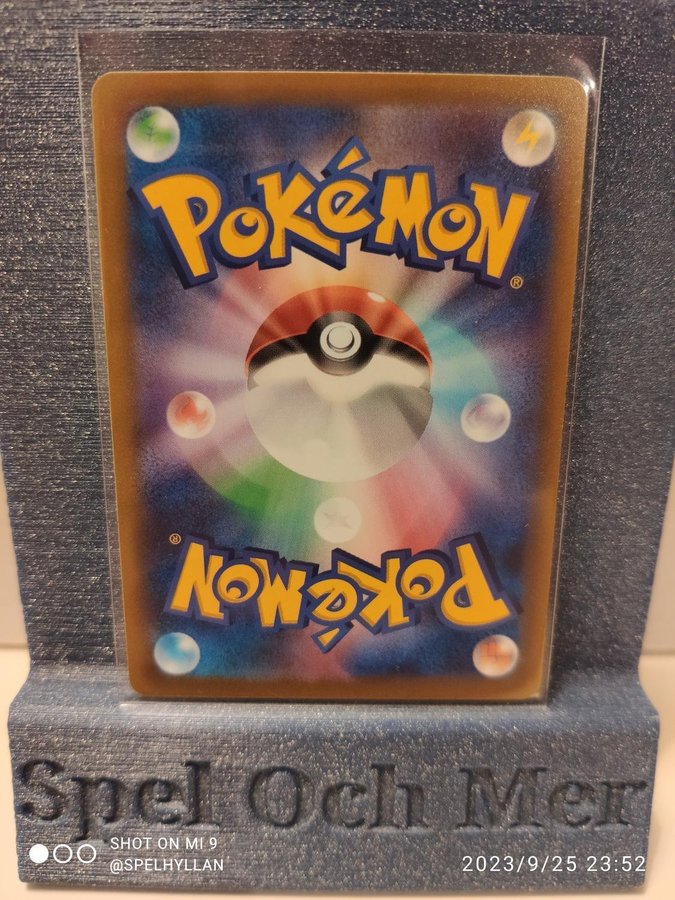 POKéMON
®
®
POKéMON
Spel Och Mer
SHOT ON MI 9
@SPELHYLLAN
2023/9/25 23:52